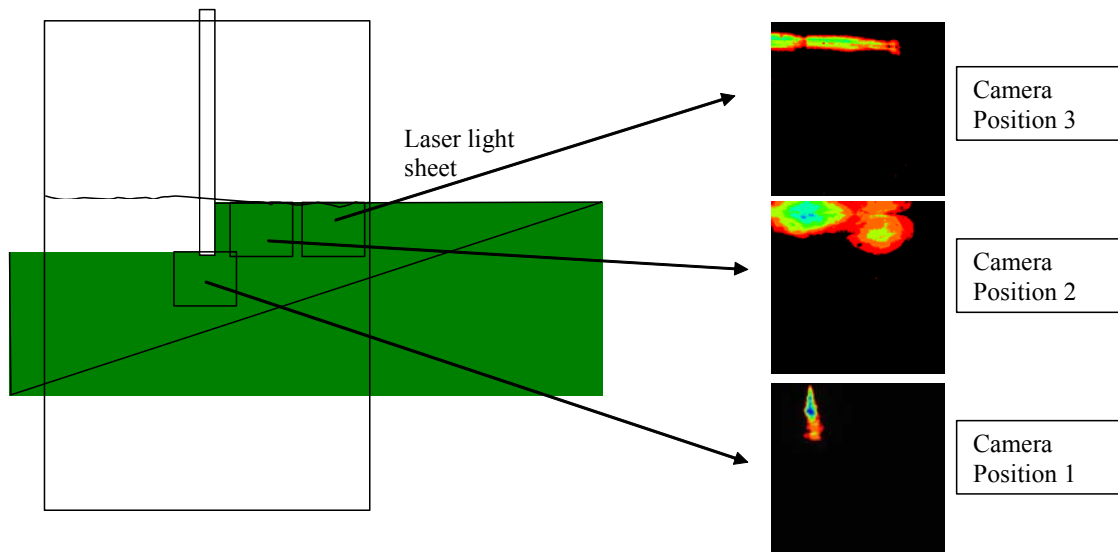 Laser light
sheet
Camera
Position 3
Camera
Position 2
Camera
Position 1